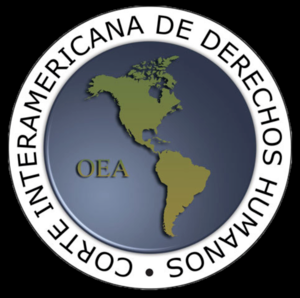 CORTE INTERAMERICANA DE DERECHOS HUMANOS •
OEA